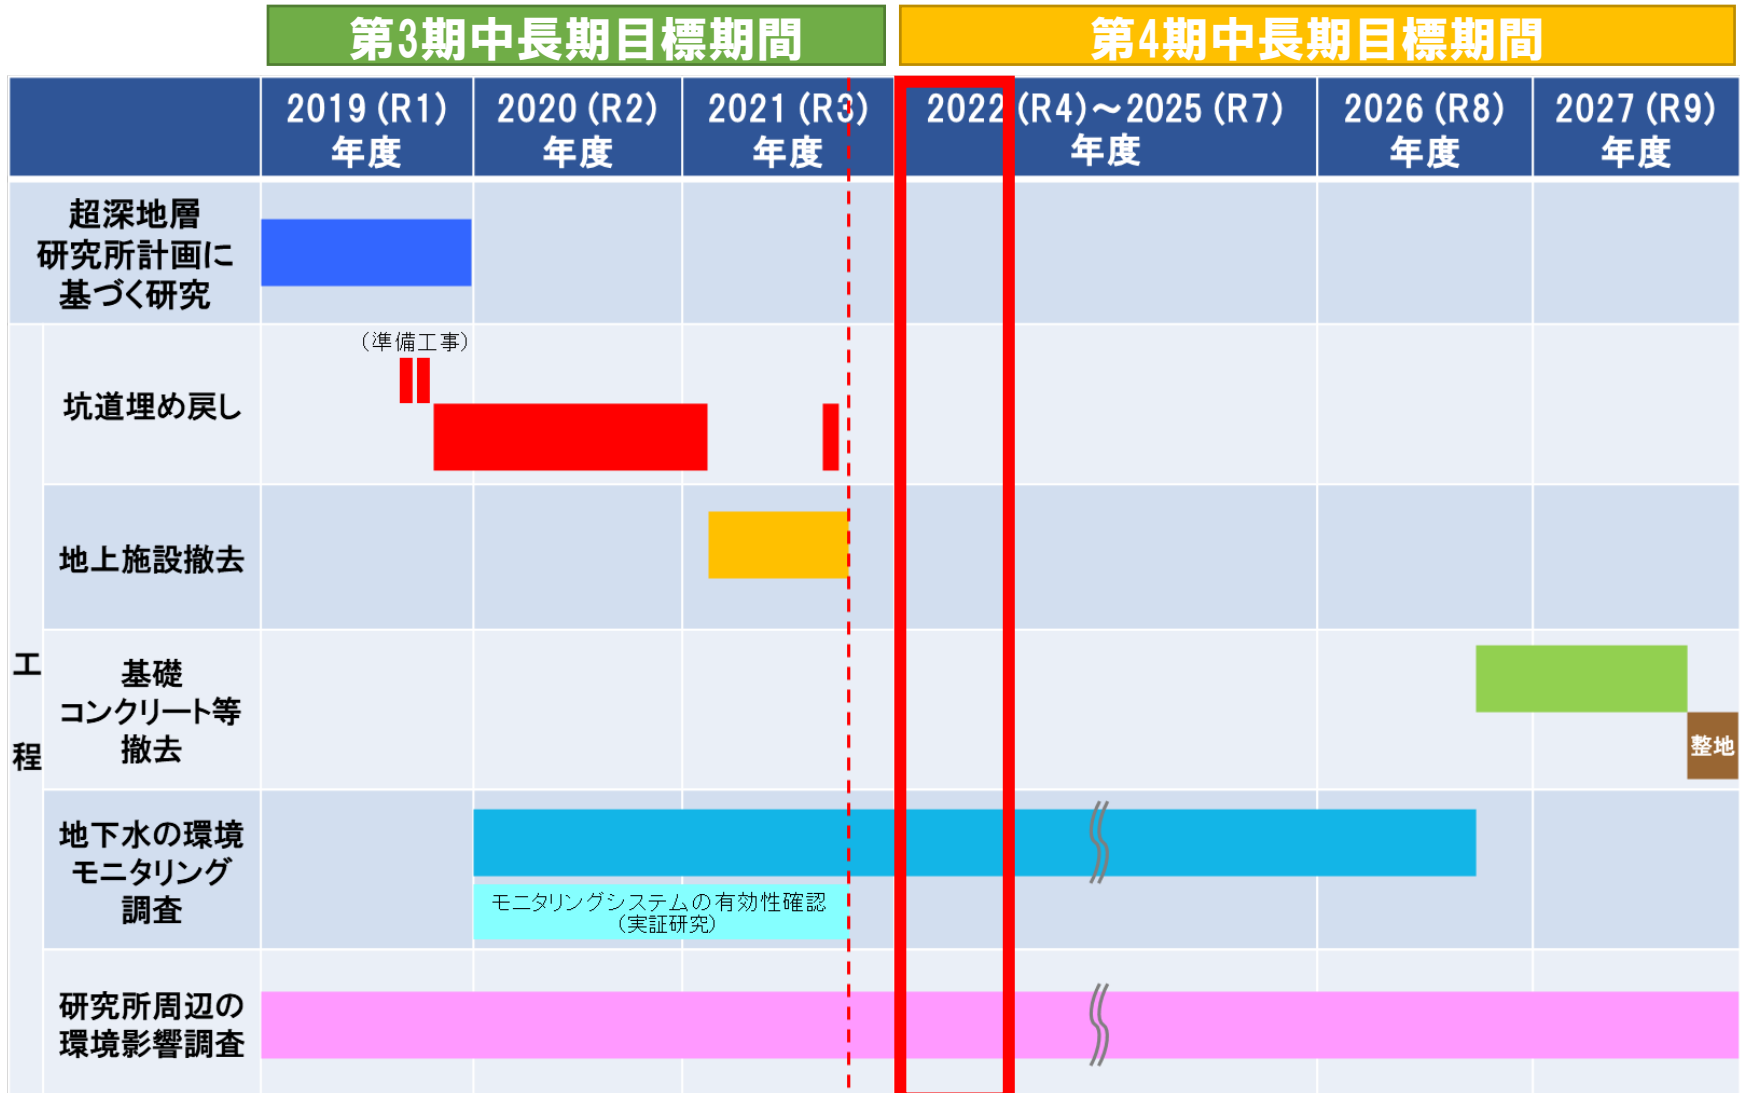 第3期中長期目標期間
第4期中長期目標期間
2019(R1)
年度
2020(R2)
年度
2021(R3)
年度
2022(R4)～2025(R7)
年度
2026(R8)
年度
2027(R9)
年度
超深地層
研究所計画に
基づく研究
工
程
坑道埋め戻し
（準備工事）
地上施設撤去
基礎
コンクリート等
撤去
整地
地下水の環境
モニタリング
調査
モニタリングシステムの有効性確認
（実証研究）
研究所周辺の
環境影響調査